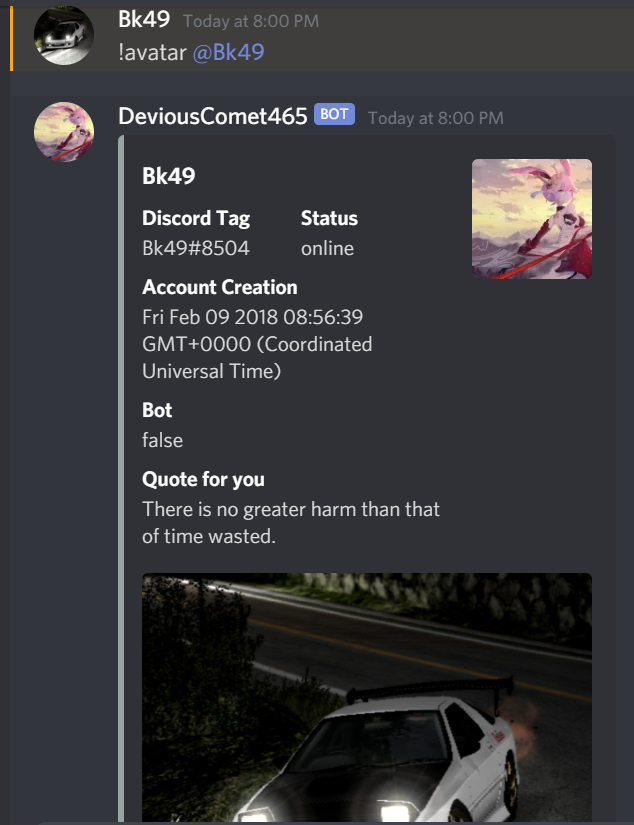 Bk49 Today at 8:00 PM
!avatar @Bk49
DeviousComet465 BOT Today at 8:00 PM
Bk49
Discord Tag Status
Bk49#8504 online
Account Creation
Fri Feb 09 2018 08:56:39
GMT+0000 (Coordinated
Universal Time)
Bot
false
Quote for you
There is no greater harm than that
of time wasted.